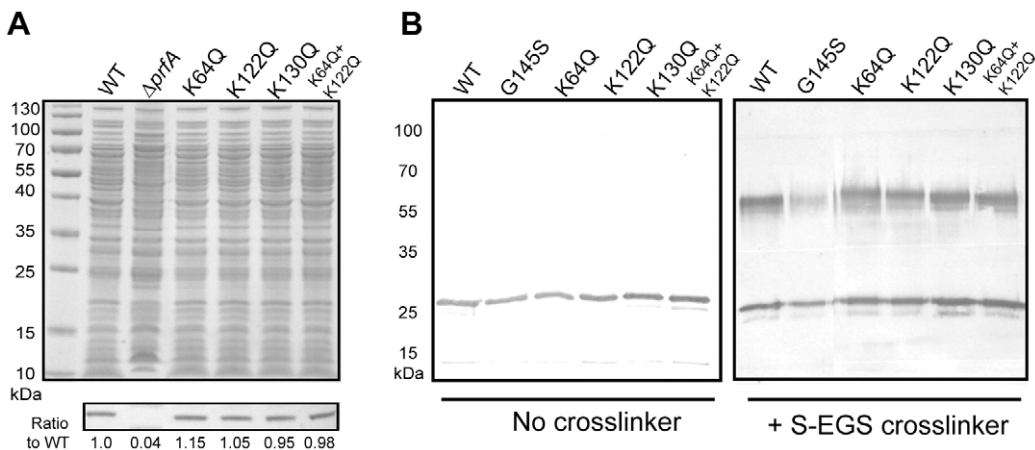 A
WT ΔprfA K64Q K122Q K130Q K64Q+ K122Q
130
100
70
55
40
35
25
15
10
kDa
Ratio
to WT 1.0 0.04 1.15 1.05 0.95 0.98
B
WT G145S K64Q K122Q K130Q K64Q+ K122Q
WT G145S K64Q K122Q K130Q K64Q+ K122Q
100
70
55
35
25
15
kDa
No crosslinker
+ S-EGS crosslinker